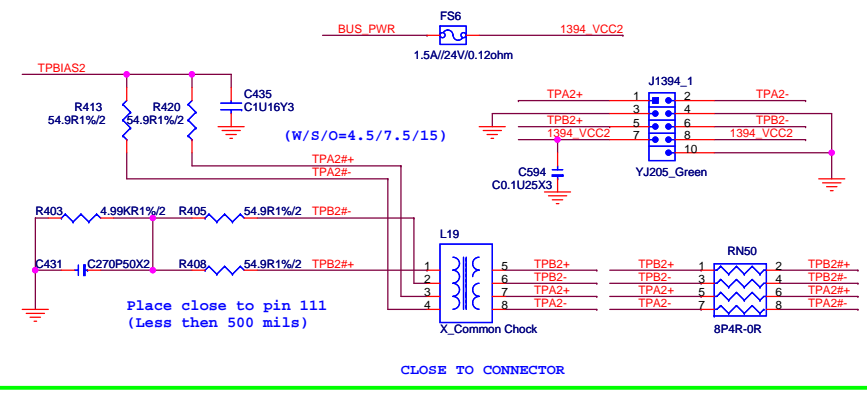 FS6
BUS_PWR 1394_VCC2
1.5A//24V/0.12ohm
TPBIAS2
R413
54.9R1%/2
R420
54.9R1%/2
C435
C1U16Y3
(W/S/O=4.5/7.5/15)
TPA2#+
TPA2#-
J1394_1
TPA2+ 1 2 TPA2-
3 4
TPB2+ 5 6 TPB2-
1394_VCC2 7 8 1394_VCC2
10
C594
C0.1U25X3
YJ205_Green
R403 4.99KR1%/2 R405 54.9R1%/2 TPB2#-
C431 C270P50X2 R408 54.9R1%/2 TPB2#+
L19
1 5 TPB2+
2 6 TPB2-
3 7 TPA2+
4 8 TPA2-
X_Common Chock
RN50
TPB2+ 1 2 TPB2#+
TPB2- 3 4 TPB2#-
TPA2+ 5 6 TPA2#+
TPA2- 7 8 TPA2#-
8P4R-0R
Place close to pin 111
(Less then 500 mils)
CLOSE TO CONNECTOR